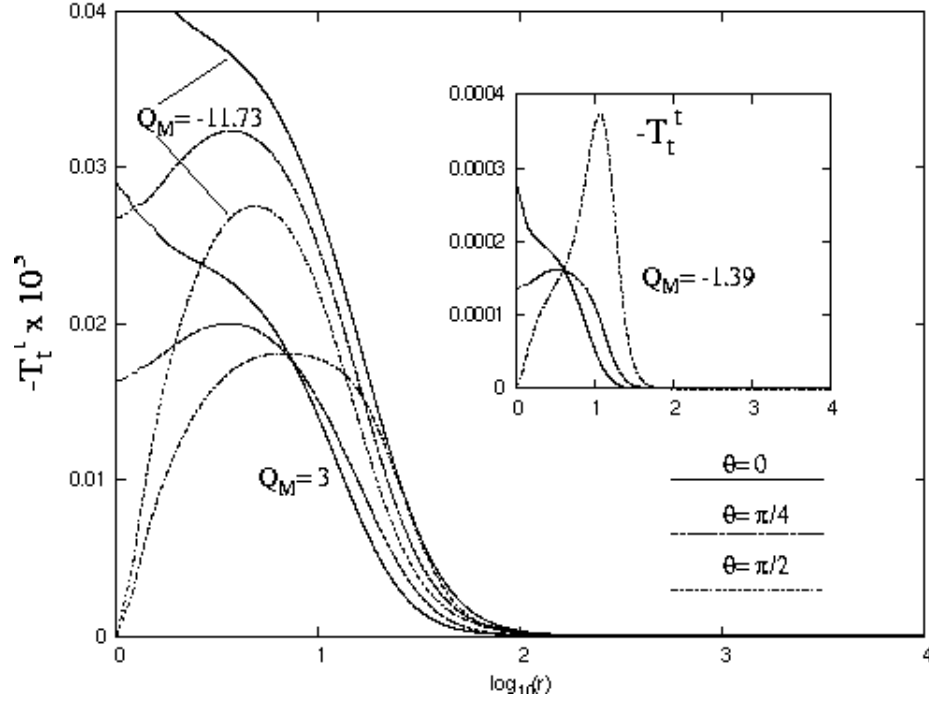 0.04
0.03
0.02
0.01
0
-T_t^t x 10^3
Q_M= -11.73
Q_M= 3
0 1 2 3 4
log_10(r)
0.0004
0.0003
0.0002
0.0001
0
-T_t^t
Q_M= -1.39
0 1 2 3 4
θ= 0
θ= π/4
θ= π/2